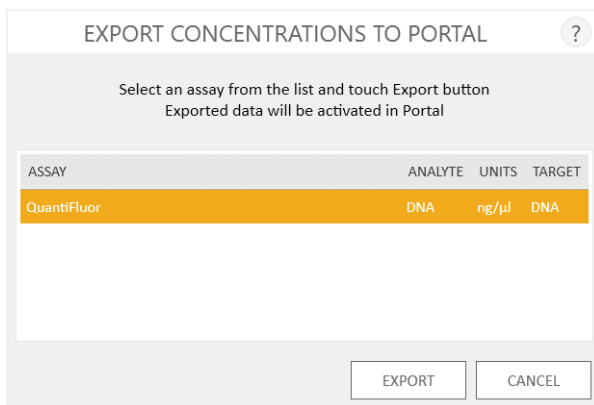 EXPORT CONCENTRATIONS TO PORTAL ?
Select an assay from the list and touch Export button
Exported data will be activated in Portal
ASSAY ANALYTE UNITS TARGET
QuantiFluor DNA ng/µl DNA
EXPORT CANCEL